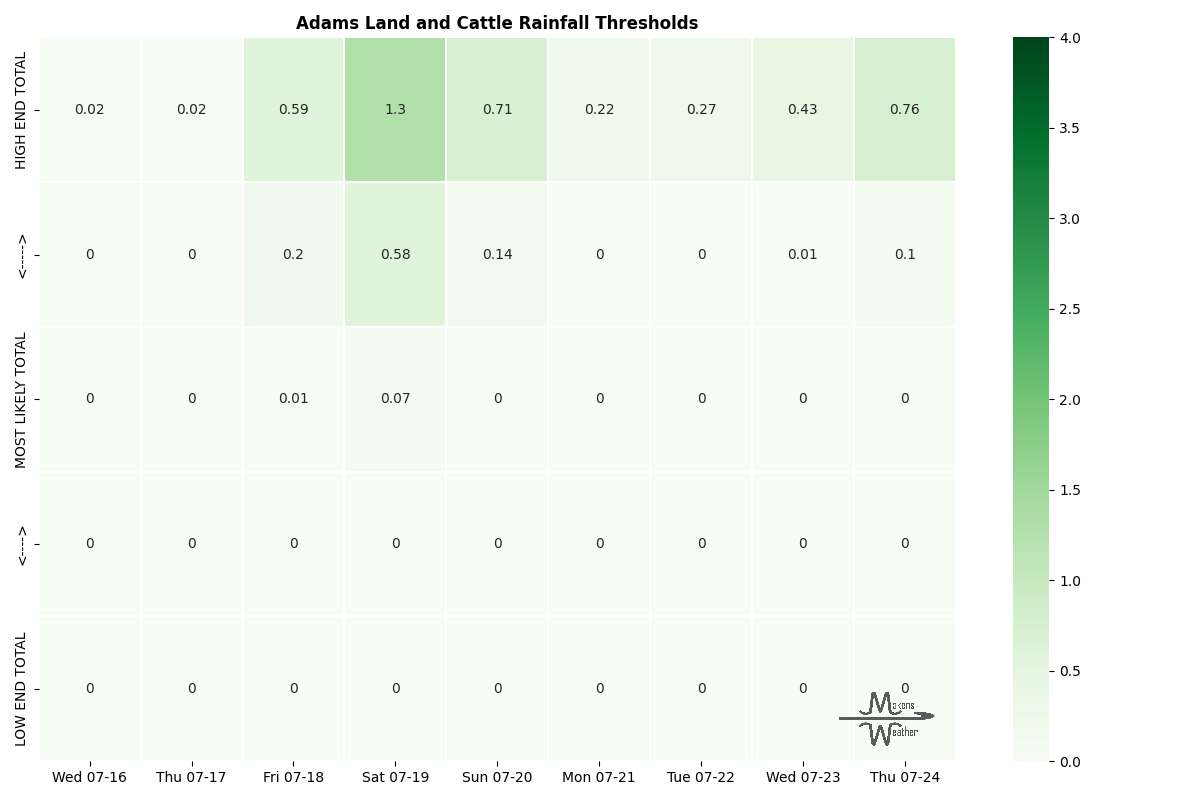 Adams Land and Cattle Rainfall Thresholds
HIGH END TOTAL
0.02 0.02 0.59 1.3 0.71 0.22 0.27 0.43 0.76
<----->
0 0 0.2 0.58 0.14 0 0 0.01 0.1
MOST LIKELY TOTAL
0 0 0.01 0.07 0 0 0 0 0
<---->
0 0 0 0 0 0 0 0 0
LOW END TOTAL
0 0 0 0 0 0 0 0 0
Makens
Weather
Wed 07-16 Thu 07-17 Fri 07-18 Sat 07-19 Sun 07-20 Mon 07-21 Tue 07-22 Wed 07-23 Thu 07-24
4.0
3.5
3.0
2.5
2.0
1.5
1.0
0.5
0.0